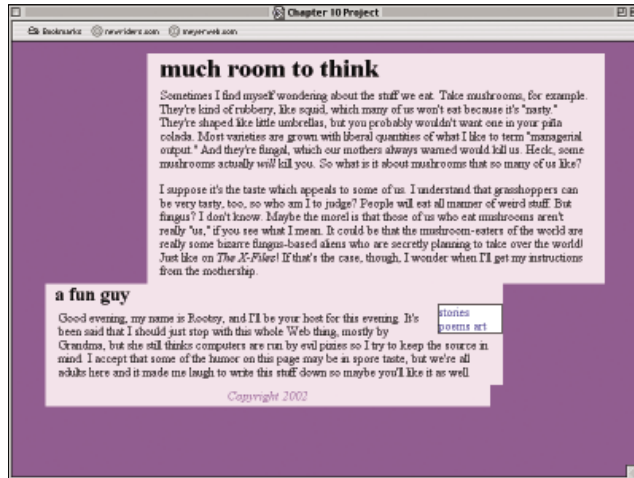 Chapter 10 Project
Bookmarks newriders.com meyerweb.com
much room to think
Sometimes I find myself wondering about the stuff we eat. Take mushrooms, for example.
They're kind of rubbery, like squid, which many of us won't eat because it's "nasty."
They're shaped like little umbrellas, but you probably wouldn't want one in your piña
colada. Most varieties are grown with liberal quantities of what I like to term "managerial
output." And they're fungal, which our mothers always warned would kill us. Heck, some
mushrooms actually will kill you. So what is it about mushrooms that so many of us like?
I suppose it's the taste which appeals to some of us. I understand that grasshoppers can
be very tasty, too, so who am I to judge? People will eat all manner of weird stuff. But
fungus? I don't know. Maybe the morel is that those of us who eat mushrooms aren't
really "us," if you see what I mean. It could be that the mushroom-eaters of the world are
really some bizarre fungus-based aliens who are secretly planning to take over the world!
Just like on The X-Files! If that's the case, though, I wonder when I'll get my instructions
from the mothership.
a fun guy
Good evening, my name is Rootsy, and I'll be your host for this evening. It's
been said that I should just stop with this whole Web thing, mostly by
Grandma, but she still thinks computers are run by evil pixies so I try to keep the source in
mind. I accept that some of the humor on this page may be in spore taste, but we're all
adults here and it made me laugh to write this stuff down so maybe you'll like it as well.
stories
poems art
Copyright 2002